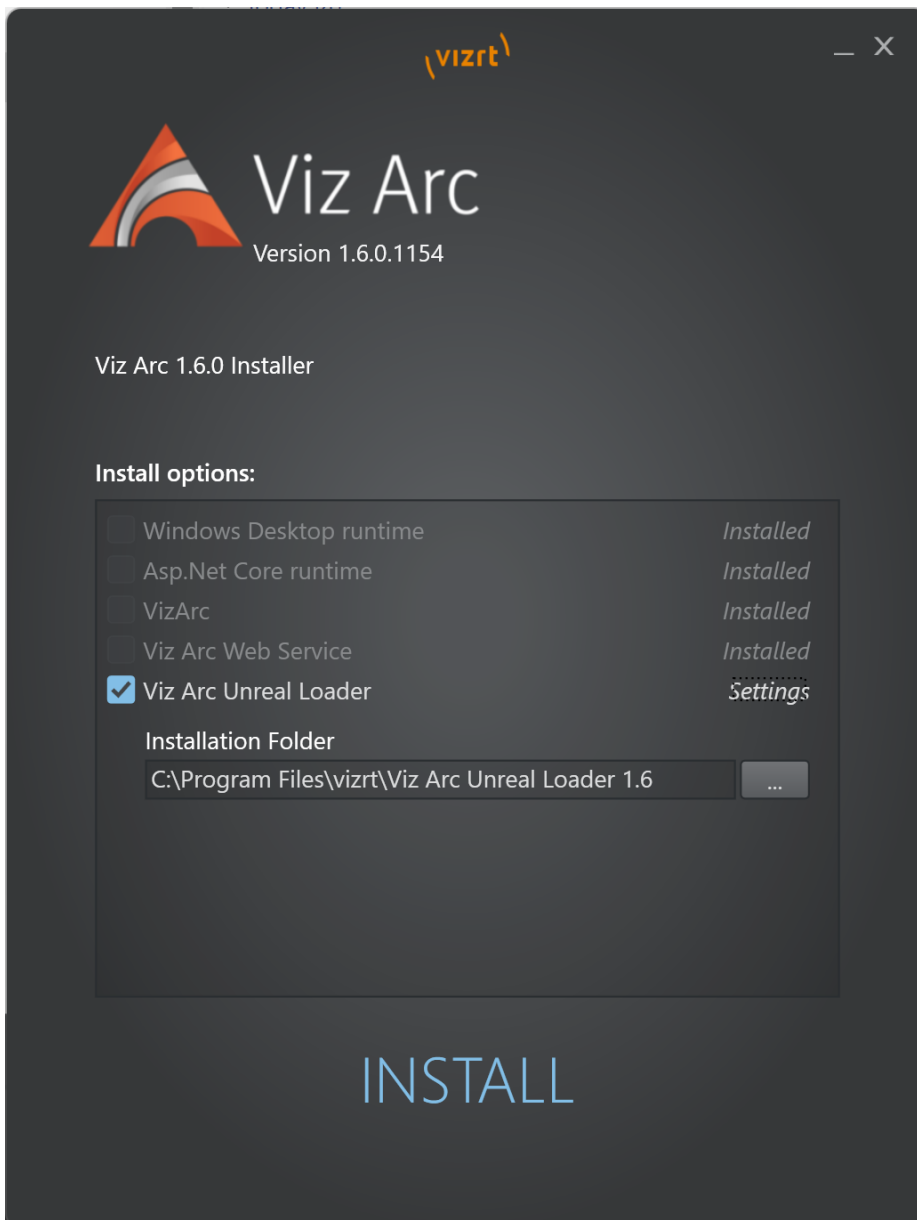 vizrt
Viz Arc
Version 1.6.0.1154
Viz Arc 1.6.0 Installer
Install options:
Windows Desktop runtime Installed
Asp.Net Core runtime Installed
VizArc Installed
Viz Arc Web Service Installed
Viz Arc Unreal Loader Settings
Installation Folder
C:\Program Files\vizrt\Viz Arc Unreal Loader 1.6 ...
INSTALL